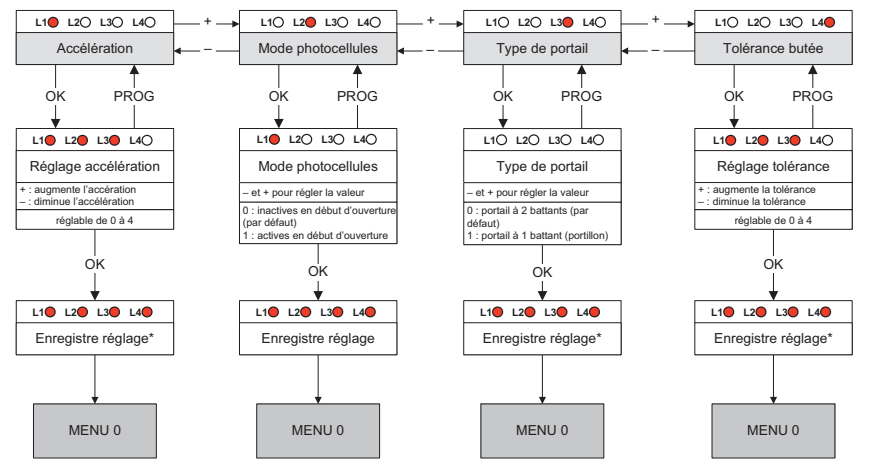 L1 L2 L3 L4 + L1 L2 L3 L4 + L1 L2 L3 L4 + L1 L2 L3 L4
Accélération – Mode photocellules – Type de portail – Tolérance butée
OK PROG OK PROG OK PROG OK PROG
L1 L2 L3 L4
Réglage accélération
+ : augmente l'accération
– : diminue l'accélération
réglable de 0 à 4
L1 L2 L3 L4
Mode photocellules
– et + pour régler la valeur
0 : inactives en début d'ouverture
(par défaut)
1 : actives en début d'ouverture
L1 L2 L3 L4
Type de portail
– et + pour régler la valeur
0 : portail à 2 battants (par
défaut)
1 : portail à 1 battant (portillon)
L1 L2 L3 L4
Réglage tolérance
+ : augmente la tolérance
– : diminue la tolérance
réglable de 0 à 4
OK OK OK OK
L1 L2 L3 L4 L1 L2 L3 L4 L1 L2 L3 L4 L1 L2 L3 L4
Enregistre réglage* Enregistre réglage Enregistre réglage* Enregistre réglage*
MENU 0 MENU 0 MENU 0 MENU 0